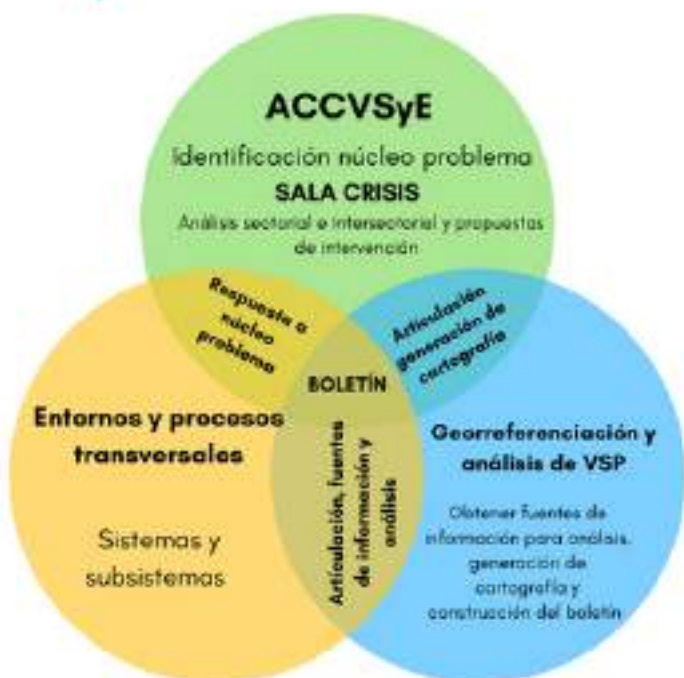 ACCVSyE
Identificación núcleo problema
SALA CRISIS
Análisis sectorial e intersectorial y propuestas
de intervención
Respuesta a
núcleo
problema
Articulación
generación de
cartografía
BOLETÍN
Entornos y procesos
transversales
Sistemas y
subsistemas
Articulación, fuentes
de información y
análisis
Georreferenciación y
análisis de VSP
Obtener fuentes de
información para análisis,
generación de
cartografía y
construcción del boletín